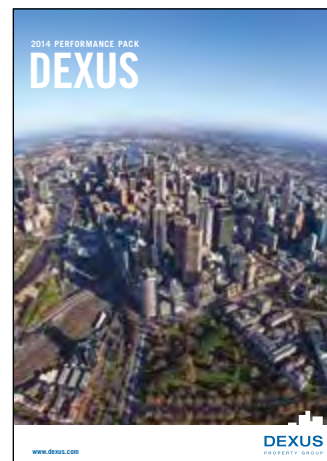 2014 PERFORMANCE PACK
DEXUS
www.dexus.com
DEXUS
PROPERTY GROUP